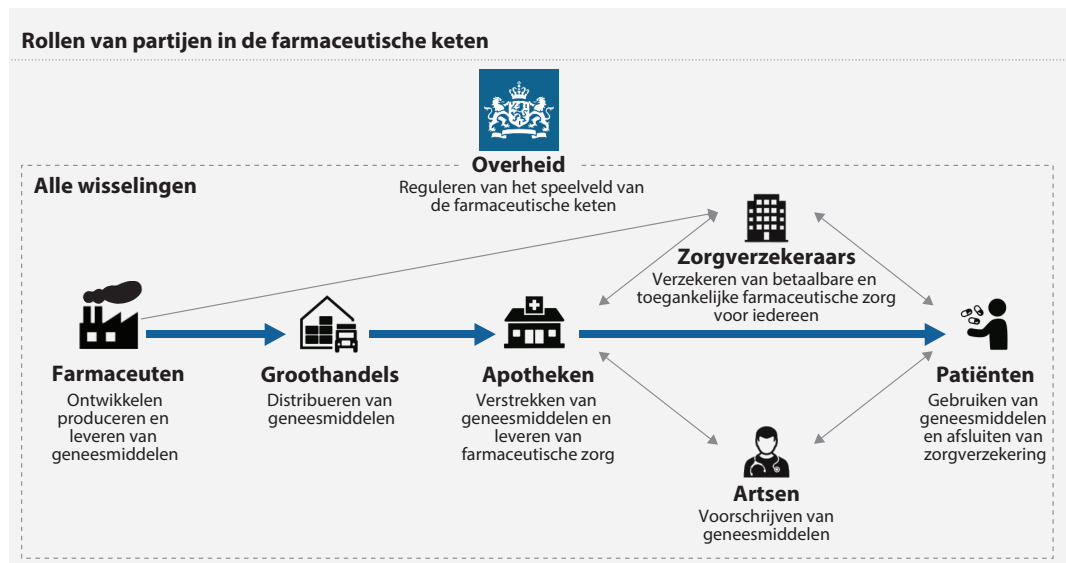 Rollen van partijen in de farmaceutische keten
Overheid
Reguleren van het speelveld van
de farmaceutische keten
Alle wisselingen
Zorgverzekeraars
Verzekeren van betaalbare en
toegankelijke farmaceutische zorg
voor iedereen
Farmaceuten
Ontwikkelen
produceren en
leveren van
geneesmiddelen
Groothandels
Distribueren van
geneesmiddelen
Apotheken
Verstrekken van
geneesmiddelen en
leveren van
farmaceutische zorg
Patiënten
Gebruiken van
geneesmiddelen
en afsluiten van
zorgverzekering
Artsen
Voorschrijven van
geneesmiddelen